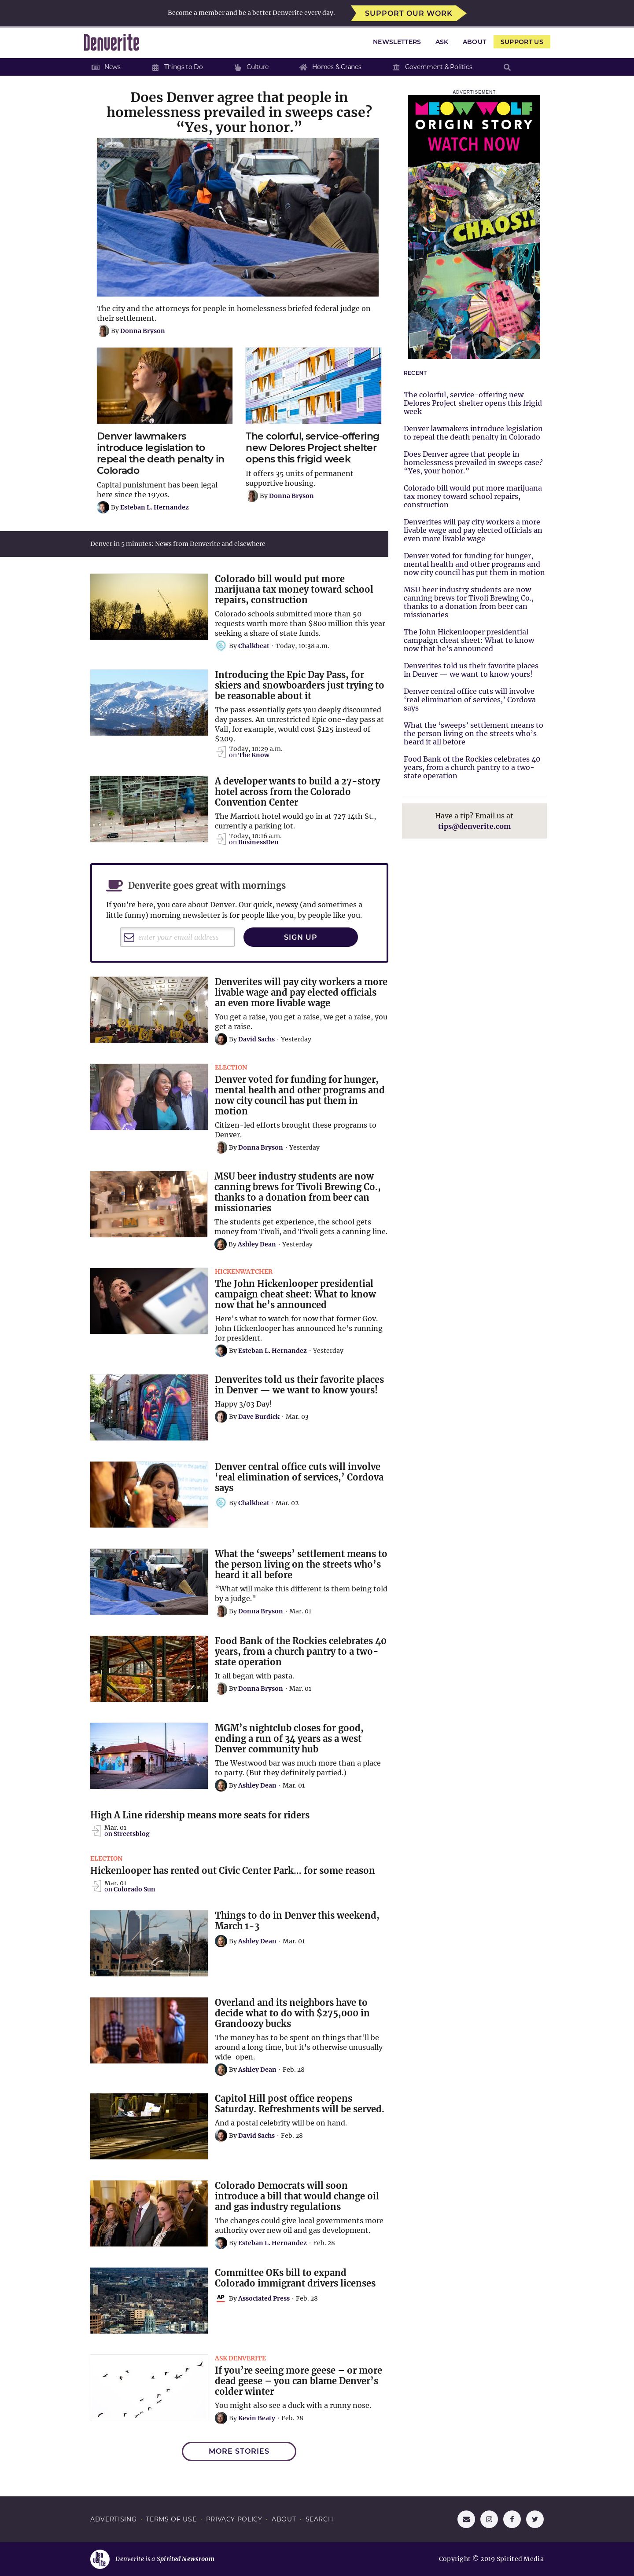 Become a member and be a better Denverite every day.
SUPPORT OUR WORK
Denverite
NEWSLETTERS
ASK
ABOUT
SUPPORT US
News
Things to Do
Culture
Homes & Cranes
Government & Politics
Does Denver agree that people in
homelessness prevailed in sweeps case?
“Yes, your honor.”
The city and the attorneys for people in homelessness briefed federal judge on
their settlement.
By Donna Bryson
Denver lawmakers
introduce legislation to
repeal the death penalty in
Colorado
Capital punishment has been legal
here since the 1970s.
By Esteban L. Hernandez
The colorful, service-offering
new Delores Project shelter
opens this frigid week
It offers 35 units of permanent
supportive housing.
By Donna Bryson
Denver in 5 minutes: News from Denverite and elsewhere
Colorado bill would put more
marijuana tax money toward school
repairs, construction
Colorado schools submitted more than 50
requests worth more than $800 million this year
seeking a share of state funds.
By Chalkbeat · Today, 10:38 a.m.
Introducing the Epic Day Pass, for
skiers and snowboarders just trying to
be reasonable about it
The pass essentially gets you deeply discounted
day passes. An unrestricted Epic one-day pass at
Vail, for example, would cost $125 instead of
$209.
Today, 10:29 a.m.
on The Know
A developer wants to build a 27-story
hotel across from the Colorado
Convention Center
The Marriott hotel would go in at 727 14th St.,
currently a parking lot.
Today, 10:16 a.m.
on BusinessDen
Denverite goes great with mornings
If you’re here, you care about Denver. Our quick, newsy (and sometimes a
little funny) morning newsletter is for people like you, by people like you.
enter your email address
SIGN UP
Denverites will pay city workers a more
livable wage and pay elected officials
an even more livable wage
You get a raise, you get a raise, we get a raise, you
get a raise.
By David Sachs · Yesterday
ELECTION
Denver voted for funding for hunger,
mental health and other programs and
now city council has put them in
motion
Citizen-led efforts brought these programs to
Denver.
By Donna Bryson · Yesterday
MSU beer industry students are now
canning brews for Tivoli Brewing Co.,
thanks to a donation from beer can
missionaries
The students get experience, the school gets
money from Tivoli, and Tivoli gets a canning line.
By Ashley Dean · Yesterday
HICKENWATCHER
The John Hickenlooper presidential
campaign cheat sheet: What to know
now that he’s announced
Here's what to watch for now that former Gov.
John Hickenlooper has announced he's running
for president.
By Esteban L. Hernandez · Yesterday
Denverites told us their favorite places
in Denver — we want to know yours!
Happy 3/03 Day!
By Dave Burdick · Mar. 03
Denver central office cuts will involve
‘real elimination of services,’ Cordova
says
By Chalkbeat · Mar. 02
What the ‘sweeps’ settlement means to
the person living on the streets who’s
heard it all before
“What will make this different is them being told
by a judge.”
By Donna Bryson · Mar. 01
Food Bank of the Rockies celebrates 40
years, from a church pantry to a two-
state operation
It all began with pasta.
By Donna Bryson · Mar. 01
MGM’s nightclub closes for good,
ending a run of 34 years as a west
Denver community hub
The Westwood bar was much more than a place
to party. (But they definitely partied.)
By Ashley Dean · Mar. 01
High A Line ridership means more seats for riders
Mar. 01
on Streetsblog
ELECTION
Hickenlooper has rented out Civic Center Park… for some reason
Mar. 01
on Colorado Sun
Things to do in Denver this weekend,
March 1-3
By Ashley Dean · Mar. 01
Overland and its neighbors have to
decide what to do with $275,000 in
Grandoozy bucks
The money has to be spent on things that'll be
around a long time, but it's otherwise unusually
wide-open.
By Ashley Dean · Feb. 28
Capitol Hill post office reopens
Saturday. Refreshments will be served.
And a postal celebrity will be on hand.
By David Sachs · Feb. 28
Colorado Democrats will soon
introduce a bill that would change oil
and gas industry regulations
The changes could give local governments more
authority over new oil and gas development.
By Esteban L. Hernandez · Feb. 28
Committee OKs bill to expand
Colorado immigrant drivers licenses
AP
By Associated Press · Feb. 28
ASK DENVERITE
If you’re seeing more geese – or more
dead geese – you can blame Denver’s
colder winter
You might also see a duck with a runny nose.
By Kevin Beaty · Feb. 28
MORE STORIES
ADVERTISEMENT
MEOW WOLF
ORIGIN STORY
WATCH NOW
CHAOS!!
RECENT
The colorful, service-offering new
Delores Project shelter opens this frigid
week
Denver lawmakers introduce legislation
to repeal the death penalty in Colorado
Does Denver agree that people in
homelessness prevailed in sweeps case?
“Yes, your honor.”
Colorado bill would put more marijuana
tax money toward school repairs,
construction
Denverites will pay city workers a more
livable wage and pay elected officials an
even more livable wage
Denver voted for funding for hunger,
mental health and other programs and
now city council has put them in motion
MSU beer industry students are now
canning brews for Tivoli Brewing Co.,
thanks to a donation from beer can
missionaries
The John Hickenlooper presidential
campaign cheat sheet: What to know
now that he’s announced
Denverites told us their favorite places
in Denver — we want to know yours!
Denver central office cuts will involve
‘real elimination of services,’ Cordova
says
What the ‘sweeps’ settlement means to
the person living on the streets who’s
heard it all before
Food Bank of the Rockies celebrates 40
years, from a church pantry to a two-
state operation
Have a tip? Email us at
tips@denverite.com
ADVERTISING · TERMS OF USE · PRIVACY POLICY · ABOUT · SEARCH
Denverite is a Spirited Newsroom
Copyright © 2019 Spirited Media